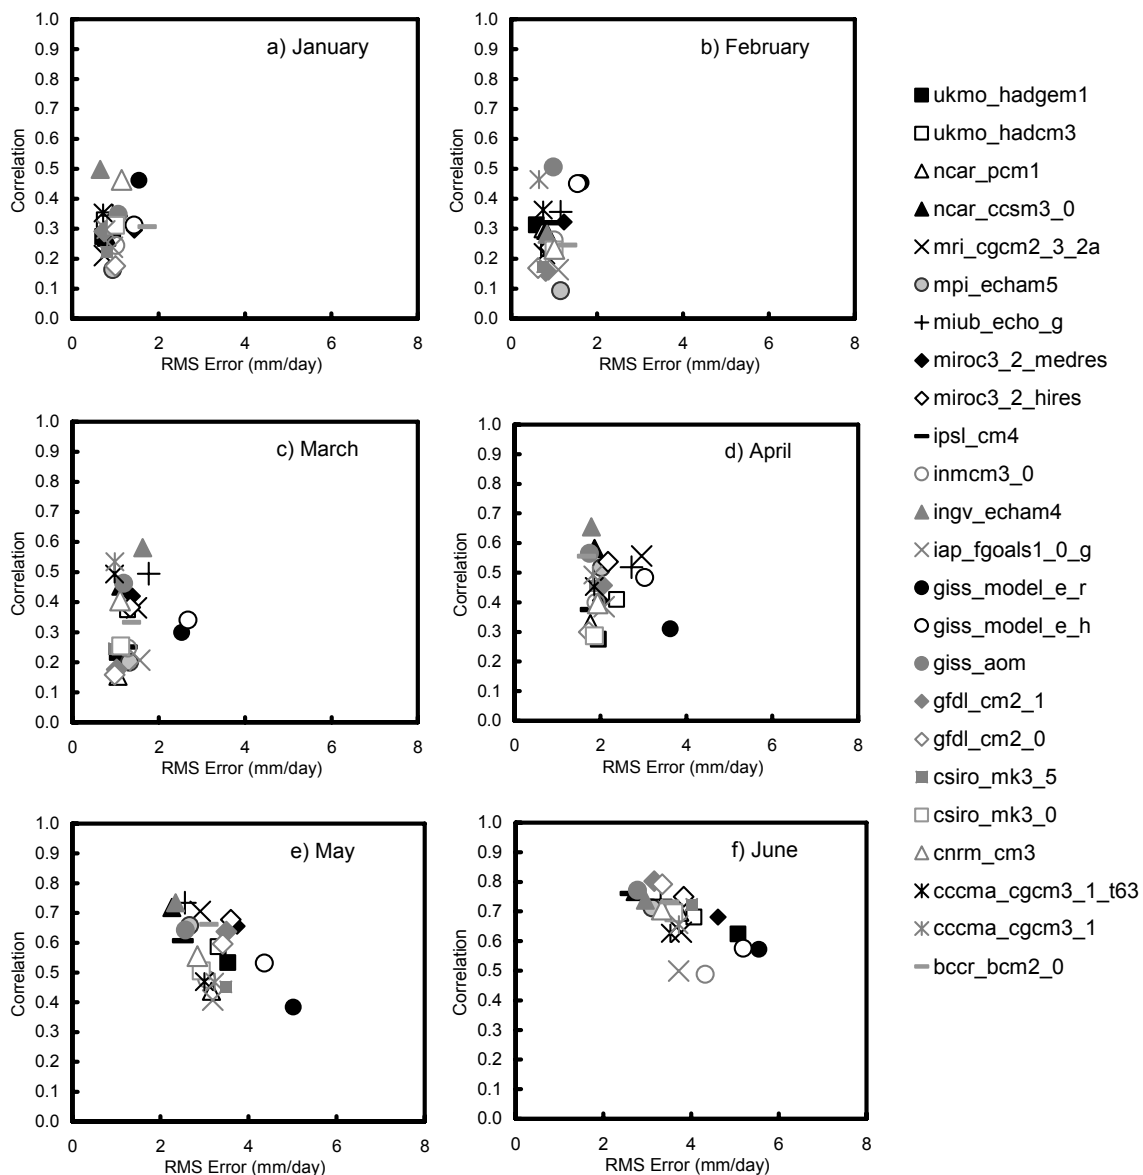 a) January
1.0
0.9
0.8
0.7
0.6
0.5
0.4
0.3
0.2
0.1
0.0
Correlation
0 2 4 6 8
RMS Error (mm/day)
b) February
1.0
0.9
0.8
0.7
0.6
0.5
0.4
0.3
0.2
0.1
0.0
Correlation
0 2 4 6 8
RMS Error (mm/day)
c) March
1.0
0.9
0.8
0.7
0.6
0.5
0.4
0.3
0.2
0.1
0.0
Correlation
0 2 4 6 8
RMS Error (mm/day)
d) April
1.0
0.9
0.8
0.7
0.6
0.5
0.4
0.3
0.2
0.1
0.0
Correlation
0 2 4 6 8
RMS Error (mm/day)
e) May
1.0
0.9
0.8
0.7
0.6
0.5
0.4
0.3
0.2
0.1
0.0
Correlation
0 2 4 6 8
RMS Error (mm/day)
f) June
1.0
0.9
0.8
0.7
0.6
0.5
0.4
0.3
0.2
0.1
0.0
Correlation
0 2 4 6 8
RMS Error (mm/day)
ukmo_hadgem1
ukmo_hadcm3
ncar_pcm1
ncar_ccsm3_0
mri_cgcm2_3_2a
mpi_echam5
miub_echo_g
miroc3_2_medres
miroc3_2_hires
ipsl_cm4
inmcm3_0
ingv_echam4
iap_fgoals1_0_g
giss_model_e_r
giss_model_e_h
giss_aom
gfdl_cm2_1
gfdl_cm2_0
csiro_mk3_5
csiro_mk3_0
cnrm_cm3
cccma_cgcm3_1_t63
cccma_cgcm3_1
bccr_bcm2_0